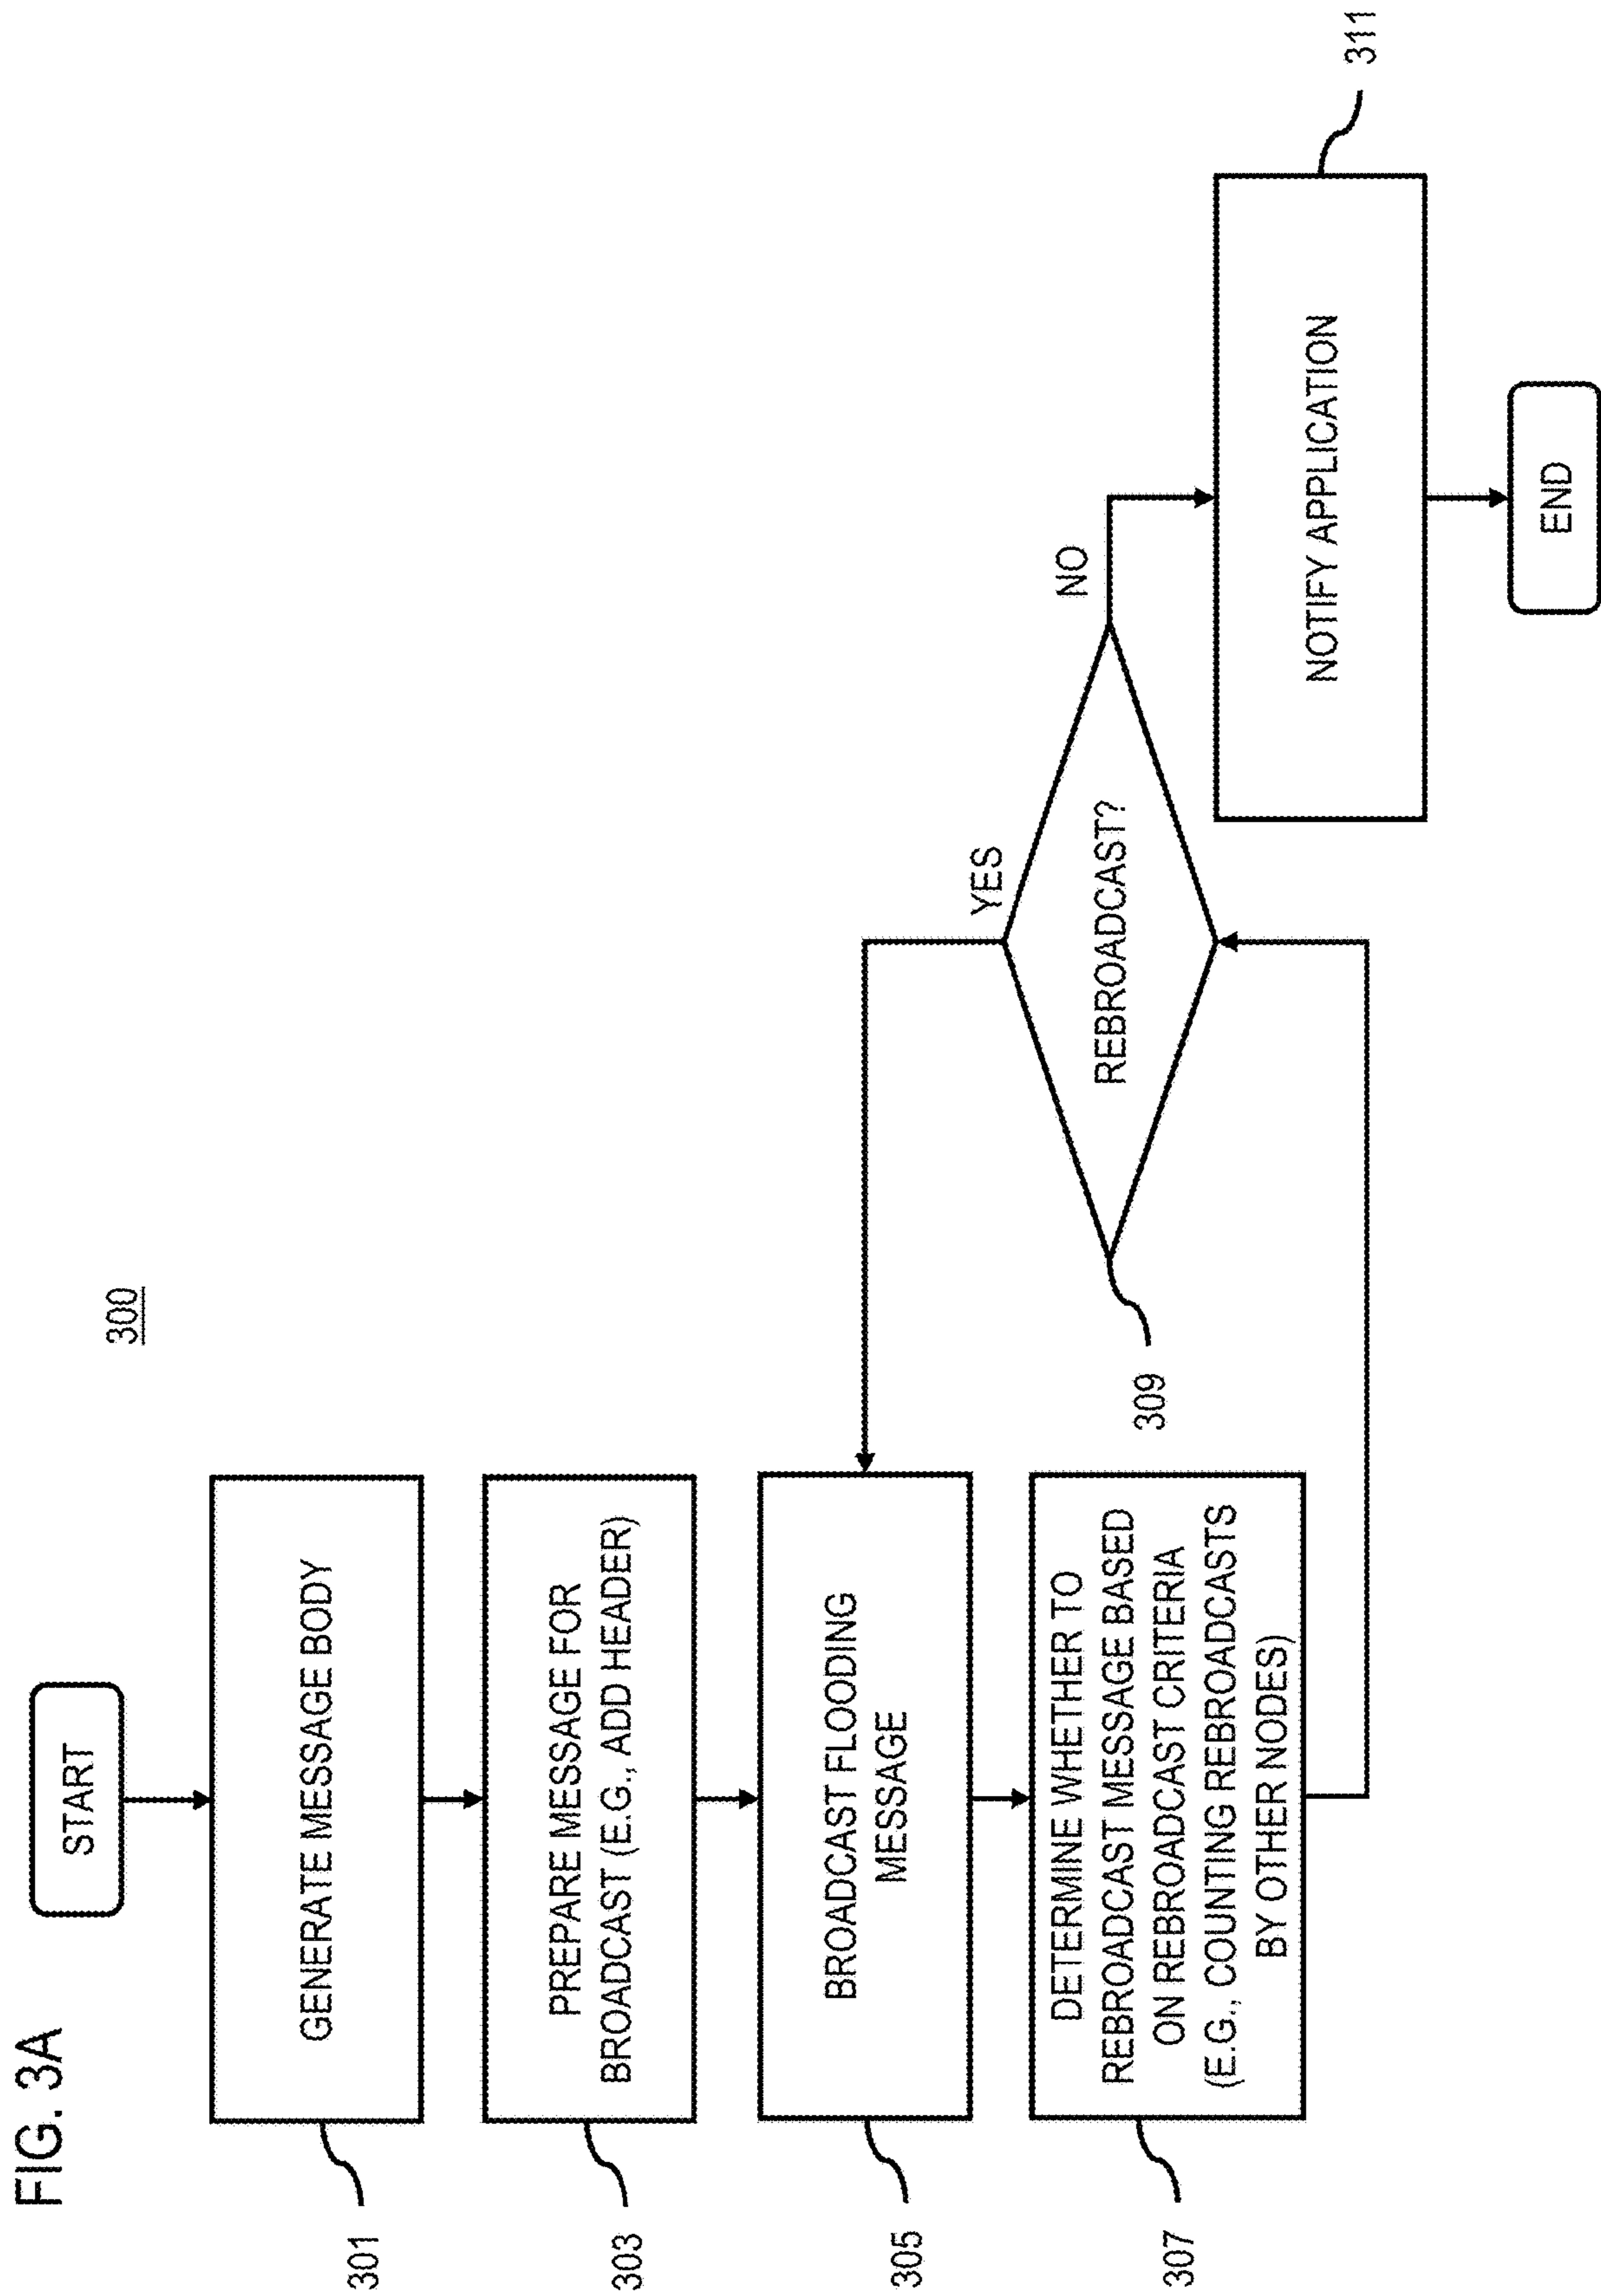 FIG. 3A
300
START
GENERATE MESSAGE BODY
301
PREPARE MESSAGE FOR
BROADCAST (E.G., ADD HEADER)
303
BROADCAST FLOODING
MESSAGE
305
DETERMINE WHETHER TO
REBROADCAST MESSAGE BASED
ON REBROADCAST CRITERIA
(E.G., COUNTING REBROADCASTS
BY OTHER NODES)
307
YES
REBROADCAST?
309
NO
NOTIFY APPLICATION
311
END